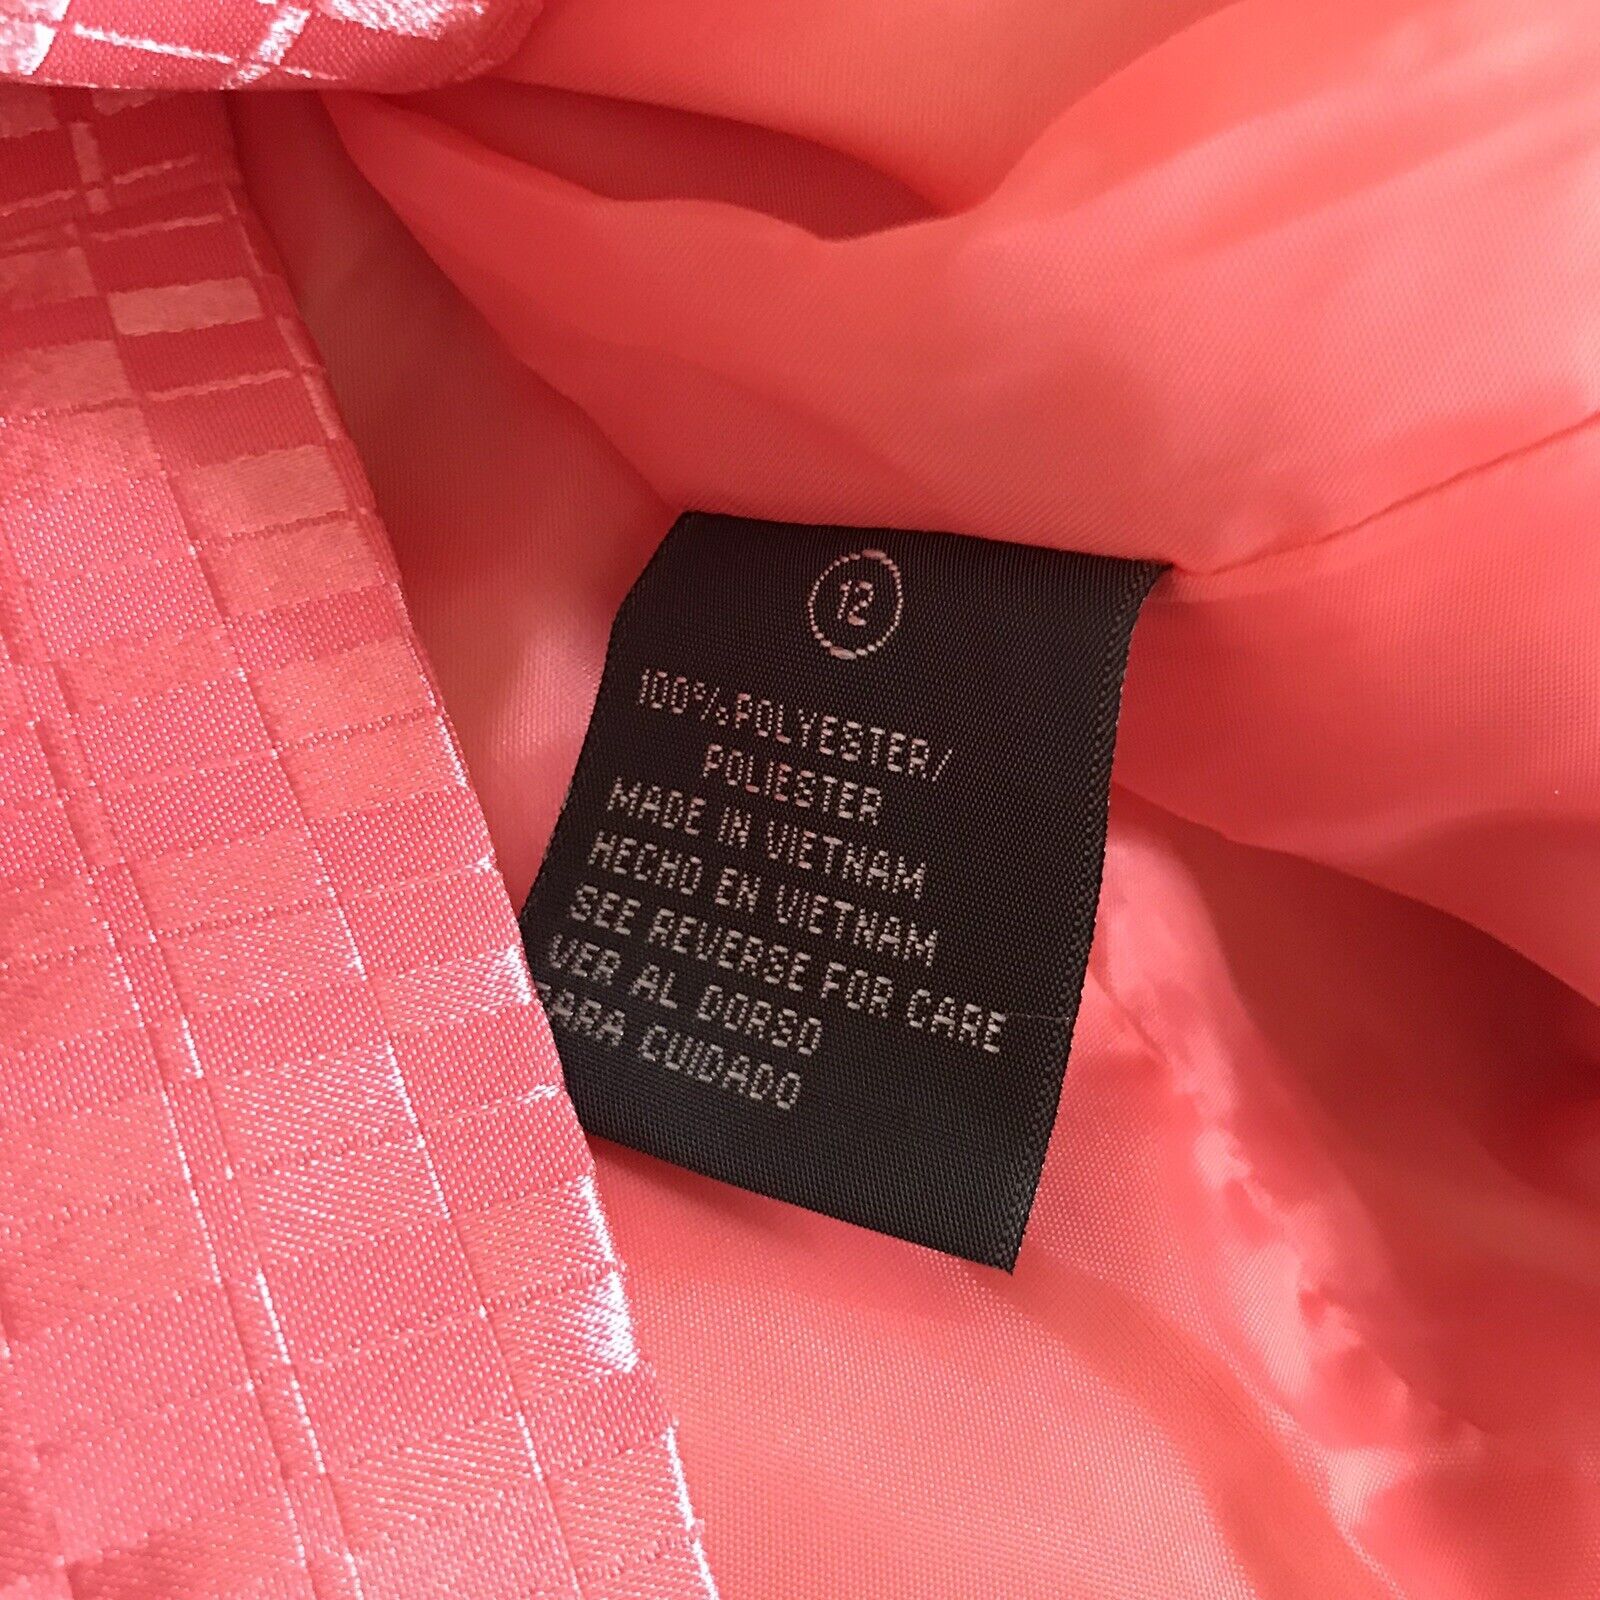 12
100%POLYESTER/
POLIESTER
MADE IN VIETNAM
HECHO EN VIETNAM
SEE REVERSE FOR CARE
VER AL DORSO
PARA CUIDADO